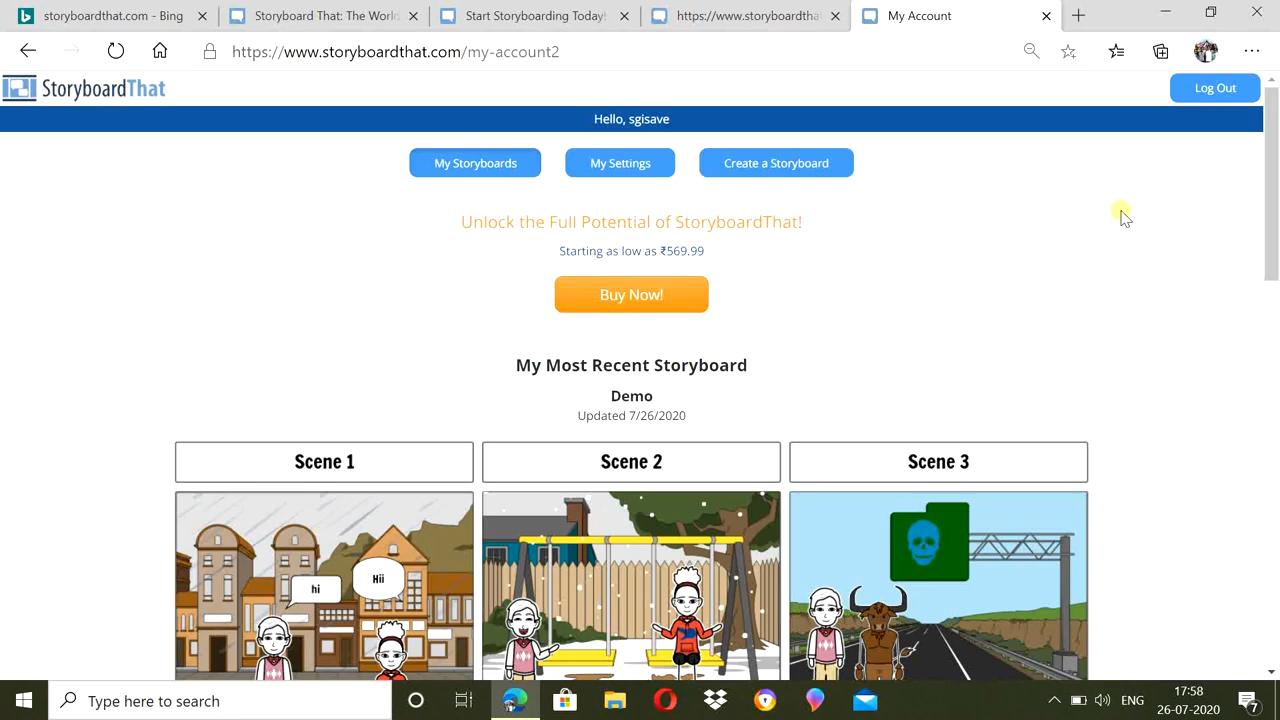 storyboardthat.com - Bing
Storyboard That: The World
Start Storyboarding Today!
https://www.storyboardthat
My Account
https://www.storyboardthat.com/my-account2
StoryboardThat
Log Out
Hello, sgisave
My Storyboards
My Settings
Create a Storyboard
Unlock the Full Potential of StoryboardThat!
Starting as low as ₹569.99
Buy Now!
My Most Recent Storyboard
Demo
Updated 7/26/2020
Scene 1
Scene 2
Scene 3
hi
Hii
Type here to search
ENG
17:58
26-07-2020
7